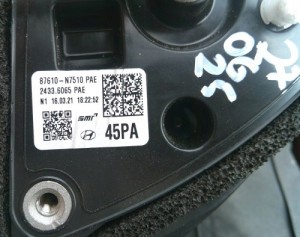 87610-N7510 PAE
2433.6065 PAE
N1 16.03.21 18:22:52
SMR
45PA